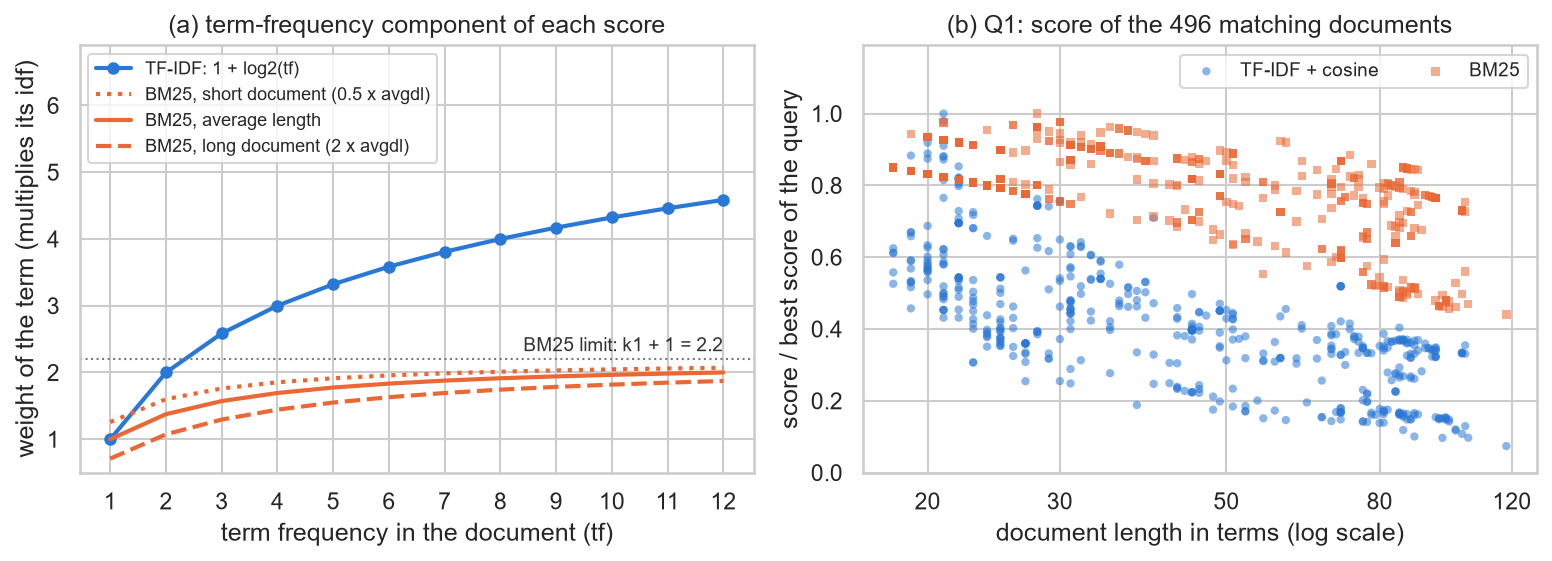 (a) term-frequency component of each score
weight of the term (multiplies its idf)
6
5
4
3
2
1
TF-IDF: 1 + log2(tf)
BM25, short document (0.5 x avgdl)
BM25, average length
BM25, long document (2 x avgdl)
BM25 limit: k1 + 1 = 2.2
1 2 3 4 5 6 7 8 9 10 11 12
term frequency in the document (tf)
(b) Q1: score of the 496 matching documents
score / best score of the query
TF-IDF + cosine BM25
1.0
0.8
0.6
0.4
0.2
0.0
20 30 50 80 120
document length in terms (log scale)